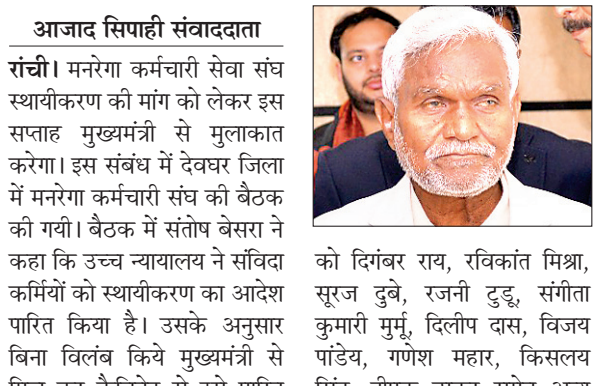 आजाद सिपाही संवाददाता
रांची। मनरेगा कर्मचारी सेवा संघ
स्थायीकरण की मांग को लेकर इस
सप्ताह मुख्यमंत्री से मुलाकात
करेगा। इस संबंध में देवघर जिला
में मनरेगा कर्मचारी संघ की बैठक
की गयी। बैठक में संतोष बेसरा ने
कहा कि उच्च न्यायालय ने संविदा
कर्मियों को स्थायीकरण का आदेश
पारित किया है। उसके अनुसार
बिना विलंब किये मुख्यमंत्री से
को दिगंबर राय, रविकांत मिश्रा,
सूरज दुबे, रजनी टुडू, संगीता
कुमारी मुर्मू, दिलीप दास, विजय
पांडेय, गणेश महार, किसलय